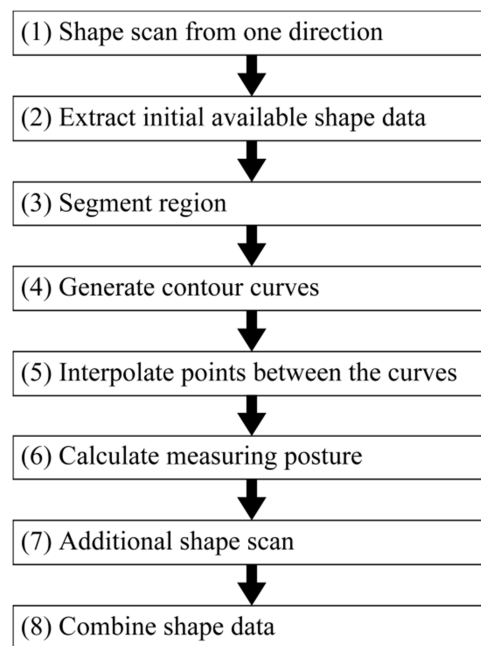 (1) Shape scan from one direction
(2) Extract initial available shape data
(3) Segment region
(4) Generate contour curves
(5) Interpolate points between the curves
(6) Calculate measuring posture
(7) Additional shape scan
(8) Combine shape data